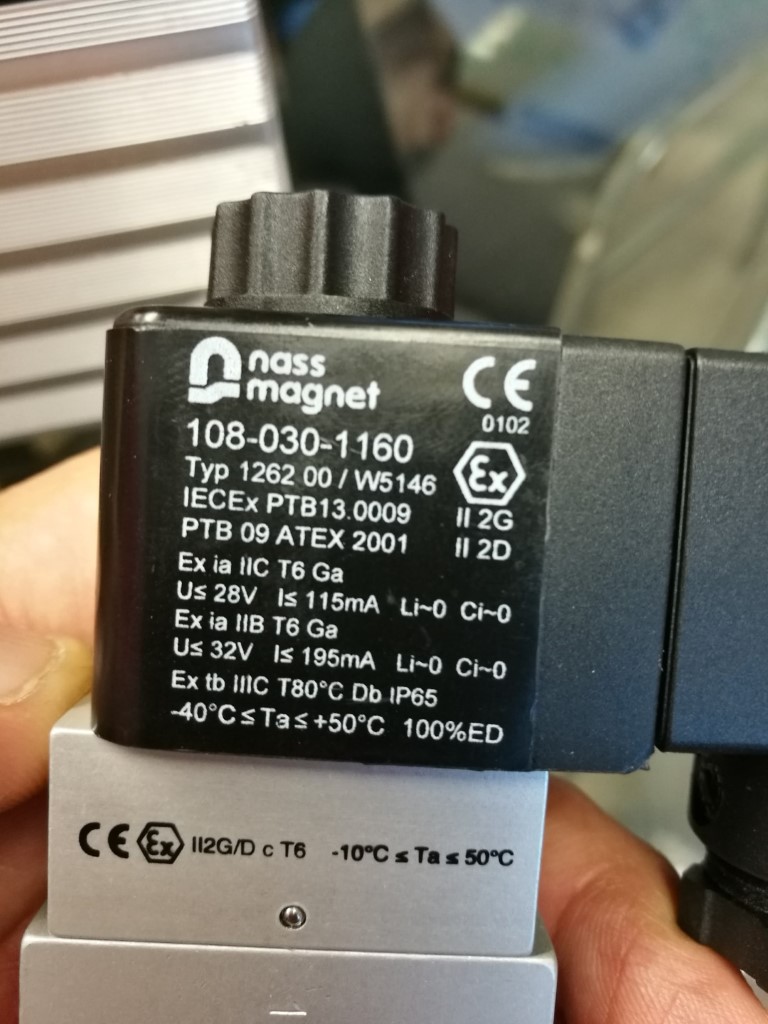 nass
magnet
CE
0102
108-030-1160
Typ 1262 00 / W5146
Ex
IECEx PTB13.0009
II 2G
PTB 09 ATEX 2001
II 2D
Ex ia IIC T6 Ga
U≤ 28V I≤ 115mA Li~0 Ci~0
Ex ia IIB T6 Ga
U≤ 32V I≤ 195mA Li~0 Ci~0
Ex tb IIIC T80°C Db IP65
-40°C≤Ta≤+50°C 100%ED
CE Ex II2G/D c T6 -10°C ≤ Ta ≤ 50°C